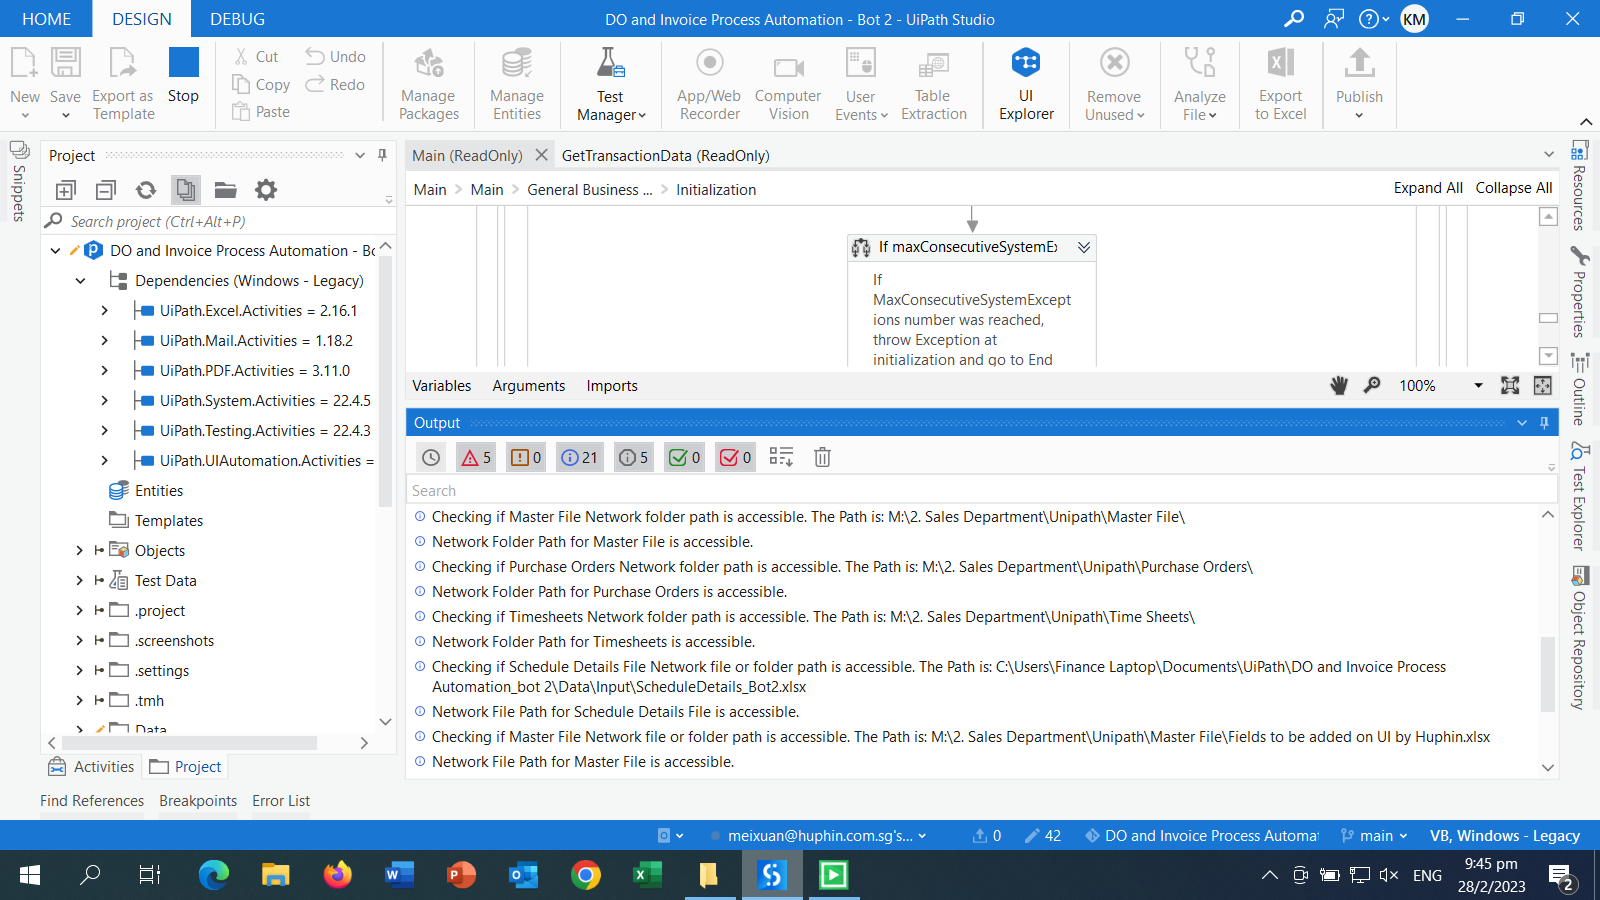 HOME DESIGN DEBUG DO and Invoice Process Automation - Bot 2 - UiPath Studio KM
New Save Export as Template Stop Cut Copy Paste Undo Redo Manage Packages Manage Entities Test Manager App/Web Recorder Computer Vision User Events Table Extraction UI Explorer Remove Unused Analyze File Export to Excel Publish
Snippets
Project
Search project (Ctrl+Alt+P)
DO and Invoice Process Automation - Bo
Dependencies (Windows - Legacy)
UiPath.Excel.Activities = 2.16.1
UiPath.Mail.Activities = 1.18.2
UiPath.PDF.Activities = 3.11.0
UiPath.System.Activities = 22.4.5
UiPath.Testing.Activities = 22.4.3
UiPath.UIAutomation.Activities =
Entities
Templates
Objects
Test Data
.project
.screenshots
.settings
.tmh
Data
Activities Project
Find References Breakpoints Error List
Main (ReadOnly) GetTransactionData (ReadOnly)
Main > Main > General Business ... > Initialization Expand All Collapse All
If maxConsecutiveSystemEx
If
MaxConsecutiveSystemExcept
ions number was reached,
throw Exception at
initialization and go to End
Variables Arguments Imports 100%
Output
5 0 21 5 0 0
Search
Checking if Master File Network folder path is accessible. The Path is: M:\2. Sales Department\Unipath\Master File\
Network Folder Path for Master File is accessible.
Checking if Purchase Orders Network folder path is accessible. The Path is: M:\2. Sales Department\Unipath\Purchase Orders\
Network Folder Path for Purchase Orders is accessible.
Checking if Timesheets Network folder path is accessible. The Path is: M:\2. Sales Department\Unipath\Time Sheets\
Network Folder Path for Timesheets is accessible.
Checking if Schedule Details File Network file or folder path is accessible. The Path is: C:\Users\Finance Laptop\Documents\UiPath\DO and Invoice Process
Automation_bot 2\Data\Input\ScheduleDetails_Bot2.xlsx
Network File Path for Schedule Details File is accessible.
Checking if Master File Network file or folder path is accessible. The Path is: M:\2. Sales Department\Unipath\Master File\Fields to be added on UI by Huphin.xlsx
Network File Path for Master File is accessible.
Resources
Properties
Outline
Test Explorer
Object Repository
meixuan@huphin.com.sg's... 0 42 DO and Invoice Process Automat main VB, Windows - Legacy
ENG 9:45 pm
28/2/2023 2